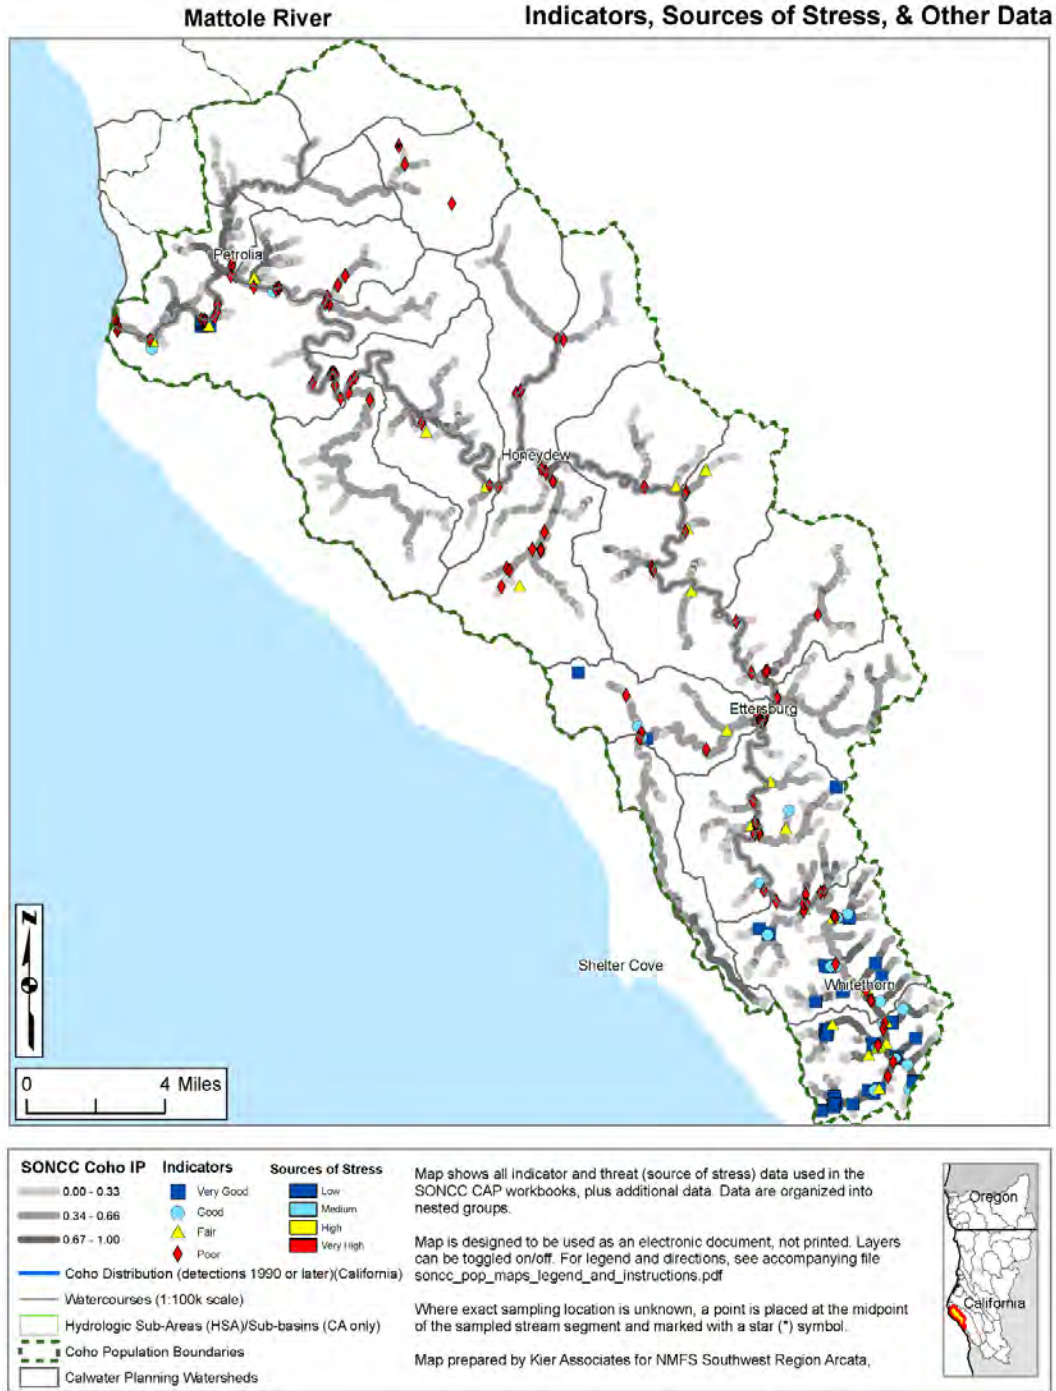 Mattole River
Indicators, Sources of Stress, & Other Data
Petrolia
Honeydew
Ettersburg
Shelter Cove
Whitethorn
N
0 4 Miles
SONCC Coho IP
0.00 - 0.33
0.34 - 0.66
0.67 - 1.00
Indicators
Very Good
Good
Fair
Poor
Sources of Stress
Low
Medium
High
Very High
Coho Distribution (detections 1990 or later)(California)
Watercourses (1:100k scale)
Hydrologic Sub-Areas (HSA)/Sub-basins (CA only)
Coho Population Boundaries
Calwater Planning Watersheds
Map shows all indicator and threat (source of stress) data used in the
SONCC CAP workbooks, plus additional data. Data are organized into
nested groups.
Map is designed to be used as an electronic document, not printed. Layers
can be toggled on/off. For legend and directions, see accompanying file
soncc_pop_maps_legend_and_instructions.pdf
Where exact sampling location is unknown, a point is placed at the midpoint
of the sampled stream segment and marked with a star (*) symbol.
Map prepared by Kier Associates for NMFS Southwest Region Arcata,
Oregon
California